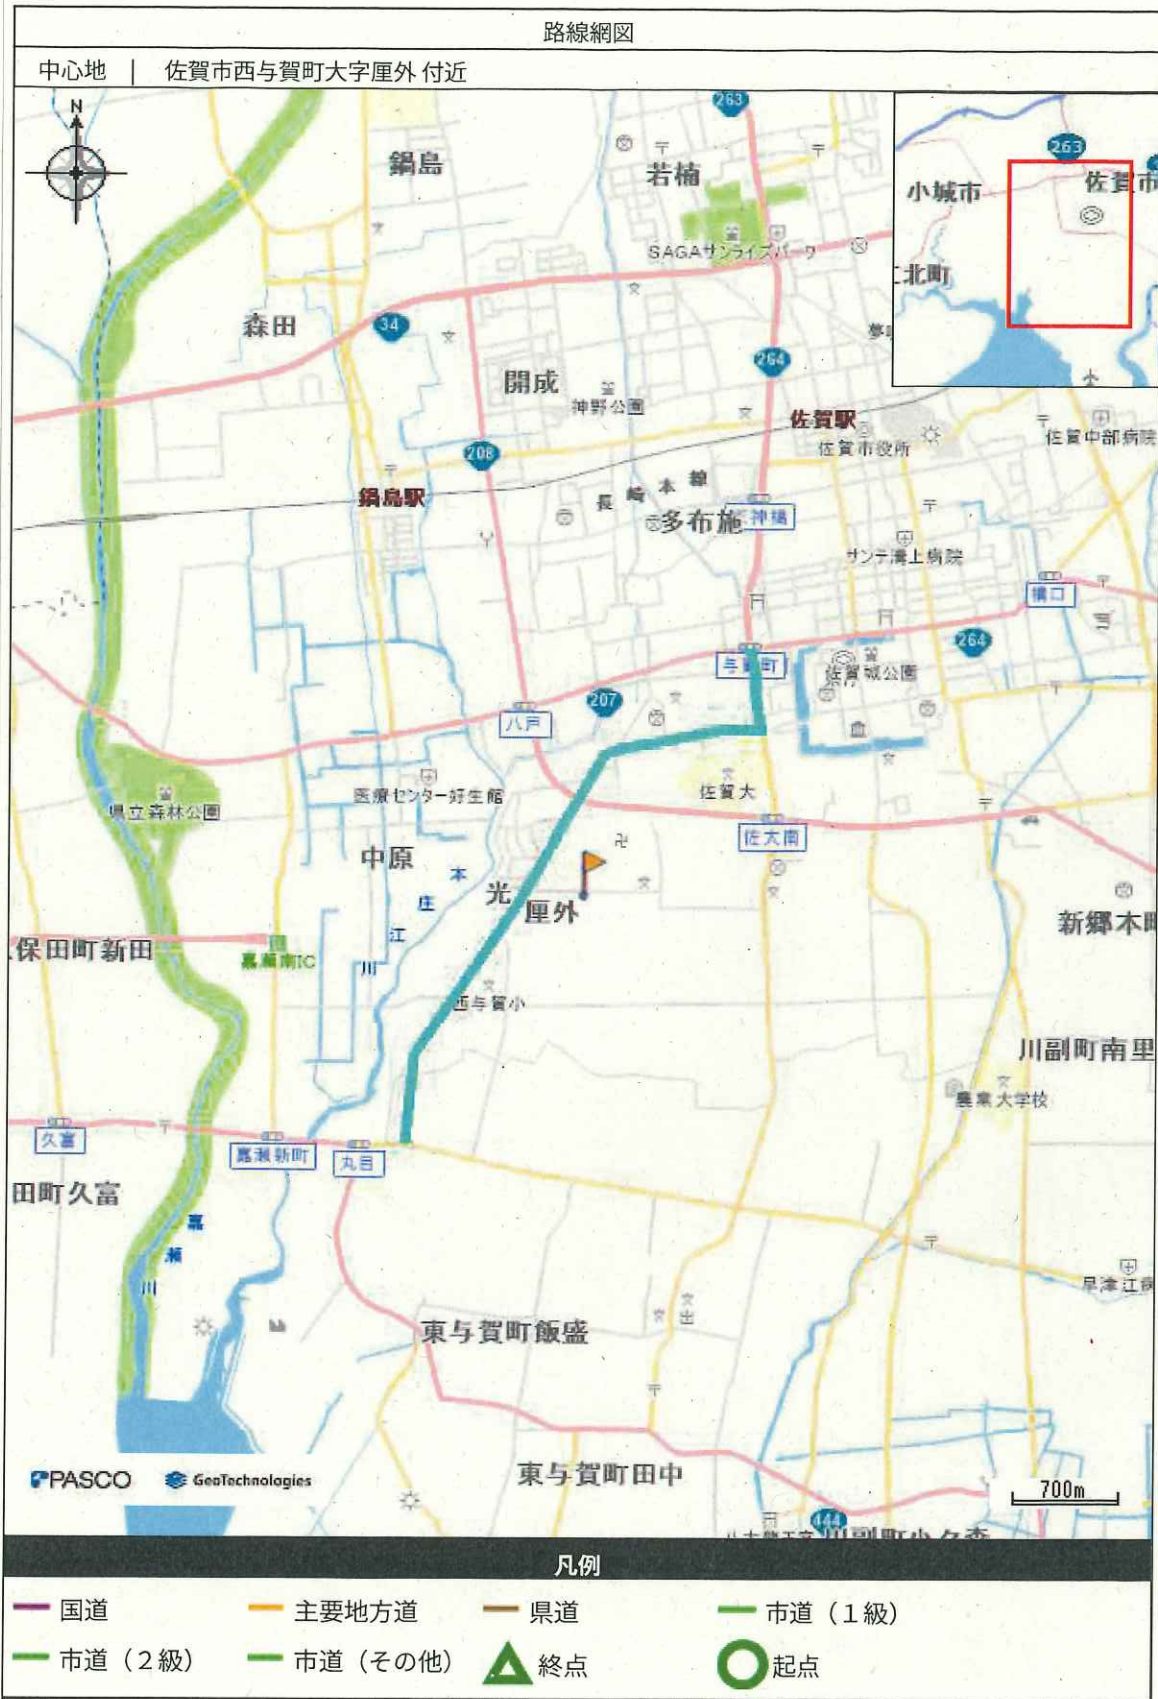 路線網図
中心地 | 佐賀市西与賀町大字厘外 付近
N
263
鍋島
若楠
SAGAサンライズパーク
263
小城市
佐賀市
北町
34
森田
264
開成
神野公園
佐賀駅
佐賀市役所
佐賀中部病院
208
鍋島駅
長崎本線
多布施
神橋
サンテ溝上病院
構口
264
与賀町
佐賀城公園
207
八戸
医療センター好生館
佐賀大
県立森林公園
佐大南
中原
本庄江川
光
厘外
新郷本町
保田町新田
嘉瀬南IC
西与賀小
川副町南里
農業大学校
久富
嘉瀬新町
丸目
田町久富
嘉瀬川
早津江病
東与賀町飯盛
PASCO
GeoTechnologies
東与賀町田中
700m
444
川副町小々森
凡例
国道
主要地方道
県道
市道（１級）
市道（２級）
市道（その他）
終点
起点